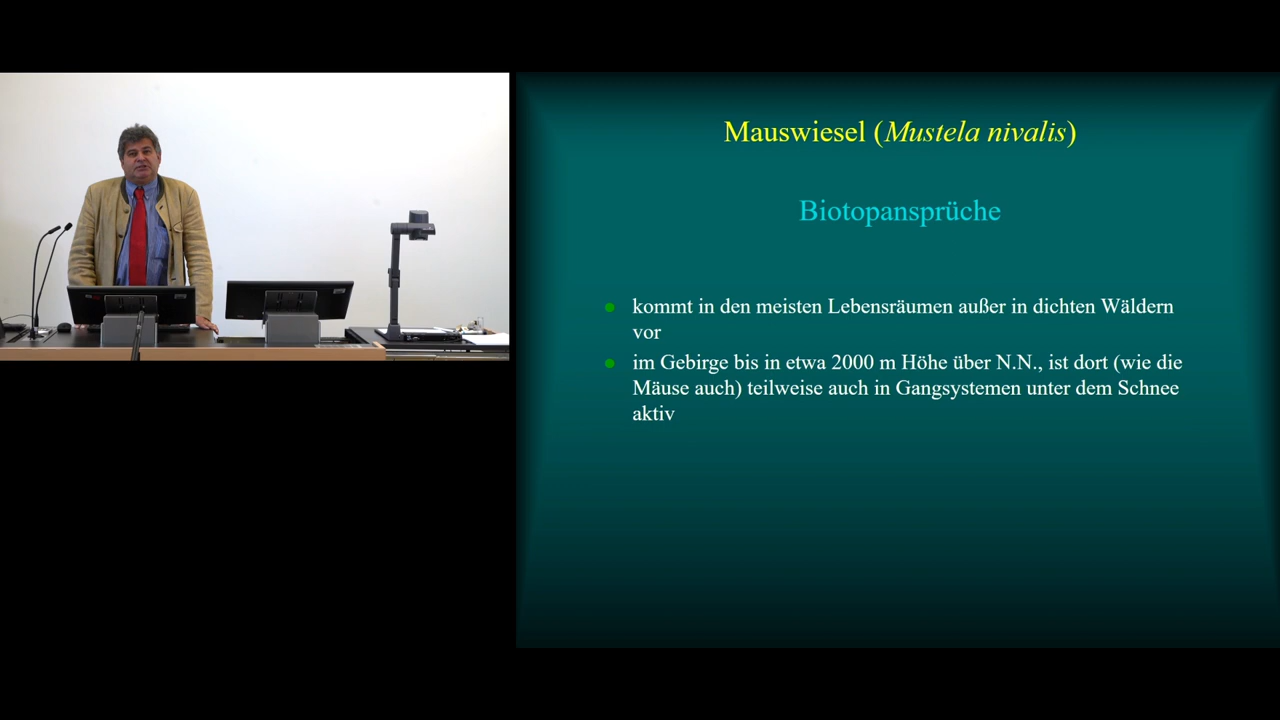 Mauswiesel (Mustela nivalis)
Biotopansprüche
kommt in den meisten Lebensräumen außer in dichten Wäldern
vor
im Gebirge bis in etwa 2000 m Höhe über N.N., ist dort (wie die
Mäuse auch) teilweise auch in Gangsystemen unter dem Schnee
aktiv